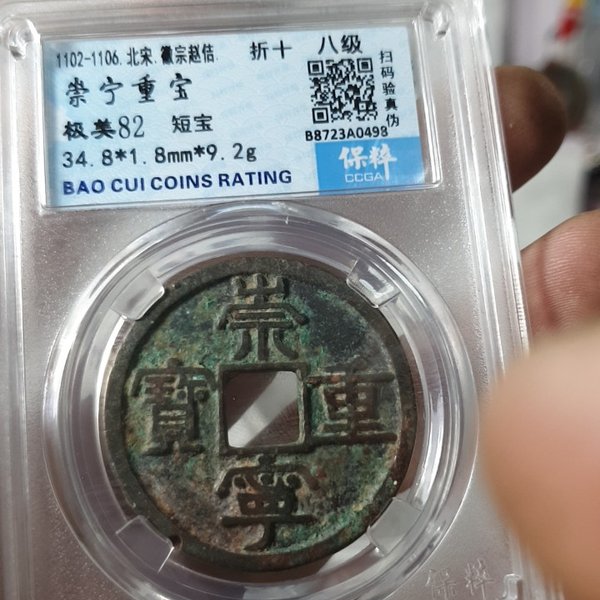 1102-1106.北宋.徽宗赵佶. 折十 八级
崇宁重宝
极美82 短宝
34.8*1.8mm*9.2g
BAO CUI COINS RATING
扫码验真伪
B8723A0498
保粹
CCGA
崇
寶 重
寧
保粹